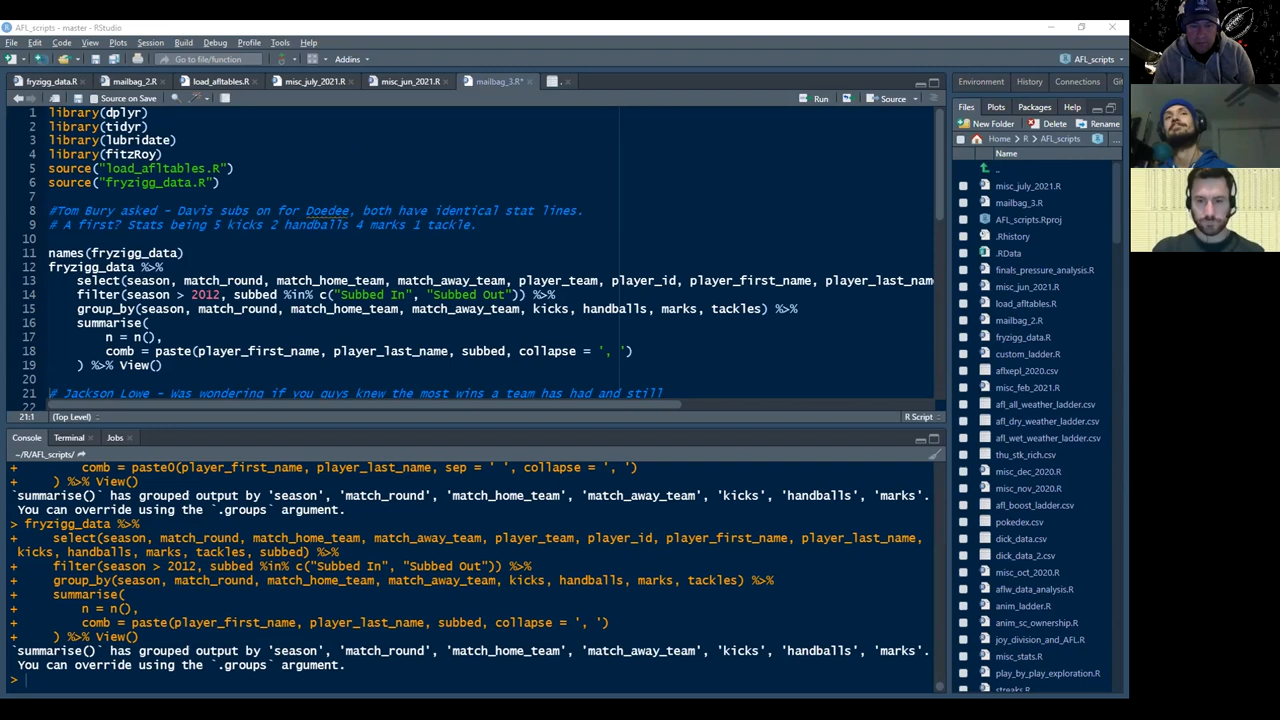 AFL_scripts - master - RStudio
File Edit Code View Plots Session Build Debug Profile Tools Help
Go to file/function Addins AFL_scripts
fryzigg_data.R mailbag_2.R load_afltables.R misc_july_2021.R misc_jun_2021.R mailbag_3.R*
Source on Save Run Source
1 library(dplyr)
2 library(tidyr)
3 library(lubridate)
4 library(fitzRoy)
5 source("load_afltables.R")
6 source("fryzigg_data.R")
7
8 #Tom Bury asked - Davis subs on for Doedee, both have identical stat lines.
9 # A first? Stats being 5 kicks 2 handballs 4 marks 1 tackle.
10
11 names(fryzigg_data)
12 fryzigg_data %>%
13 select(season, match_round, match_home_team, match_away_team, player_team, player_id, player_first_name, player_last_nam
14 filter(season > 2012, subbed %in% c("Subbed In", "Subbed Out")) %>%
15 group_by(season, match_round, match_home_team, match_away_team, kicks, handballs, marks, tackles) %>%
16 summarise(
17 n = n(),
18 comb = paste(player_first_name, player_last_name, subbed, collapse = ', ')
19 ) %>% View()
20
21 # Jackson Lowe - Was wondering if you guys knew the most wins a team has had and still
22
21:1 (Top Level) R Script
Console Terminal Jobs
~/R/AFL_scripts/
+ comb = paste0(player_first_name, player_last_name, sep = ' ', collapse = ', ')
+ ) %>% View()
`summarise()` has grouped output by 'season', 'match_round', 'match_home_team', 'match_away_team', 'kicks', 'handballs', 'marks'.
You can override using the `.groups` argument.
> fryzigg_data %>%
+ select(season, match_round, match_home_team, match_away_team, player_team, player_id, player_first_name, player_last_name,
kicks, handballs, marks, tackles, subbed) %>%
+ filter(season > 2012, subbed %in% c("Subbed In", "Subbed Out")) %>%
+ group_by(season, match_round, match_home_team, match_away_team, kicks, handballs, marks, tackles) %>%
+ summarise(
+ n = n(),
+ comb = paste(player_first_name, player_last_name, subbed, collapse = ', ')
+ ) %>% View()
`summarise()` has grouped output by 'season', 'match_round', 'match_home_team', 'match_away_team', 'kicks', 'handballs', 'marks'.
You can override using the `.groups` argument.
>
Environment History Connections Gi
Files Plots Packages Help
New Folder Delete Rename
Home R AFL_scripts ...
Name
..
misc_july_2021.R
mailbag_3.R
AFL_scripts.Rproj
.Rhistory
.RData
finals_pressure_analysis.R
misc_jun_2021.R
load_afltables.R
mailbag_2.R
fryzigg_data.R
custom_ladder.R
aflxepl_2020.csv
misc_feb_2021.R
afl_all_weather_ladder.csv
afl_dry_weather_ladder.csv
afl_wet_weather_ladder.csv
thu_stk_rich.csv
misc_dec_2020.R
misc_nov_2020.R
afl_boost_ladder.csv
pokedex.csv
dick_data.csv
dick_data_2.csv
misc_oct_2020.R
aflw_data_analysis.R
anim_ladder.R
anim_sc_ownership.R
joy_division_and_AFL.R
misc_stats.R
play_by_play_exploration.R
streaks.R